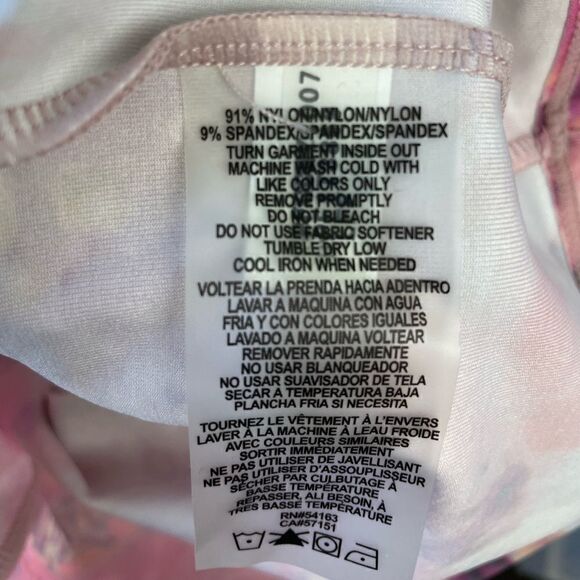 07
91% NYLON/NYLON/NYLON
9% SPANDEX/SPANDEX/SPANDEX
TURN GARMENT INSIDE OUT
MACHINE WASH COLD WITH
LIKE COLORS ONLY
REMOVE PROMPTLY
DO NOT BLEACH
DO NOT USE FABRIC SOFTENER
TUMBLE DRY LOW
COOL IRON WHEN NEEDED
VOLTEAR LA PRENDA HACIA ADENTRO
LAVAR A MAQUINA CON AGUA
FRIA Y CON COLORES IGUALES
LAVADO A MAQUINA VOLTEAR
REMOVER RAPIDAMENTE
NO USAR BLANQUEADOR
NO USAR SUAVISADOR DE TELA
SECAR A TEMPERATURA BAJA
PLANCHA FRIA SI NECESITA
TOURNEZ LE VÊTEMENT À L'ENVERS
LAVER À LA MACHINE À LEAU FROIDE
AVEC COULEURS SIMILAIRES
SORTIR IMMÉDIATEMENT
NE PAS UTILISER DE JAVELLISANT
NE PAS UTILISER D'ASSOUPLISSEUR
SÉCHER PAR CULBUTAGE À
BASSE TEMPÉRATURE
REPASSER, ALI BESOIN, À
TRES BASSE TEMPÉRATURE
RN#54163
CA#57151